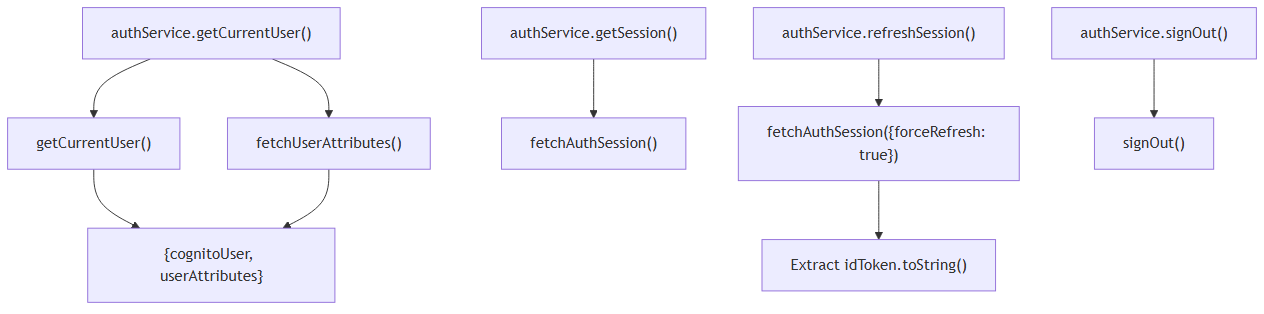 authService.getCurrentUser()
authService.getSession()
authService.refreshSession()
authService.signOut()
getCurrentUser()
fetchUserAttributes()
fetchAuthSession()
fetchAuthSession({forceRefresh:
true})
signOut()
{cognitoUser,
userAttributes}
Extract idToken.toString()